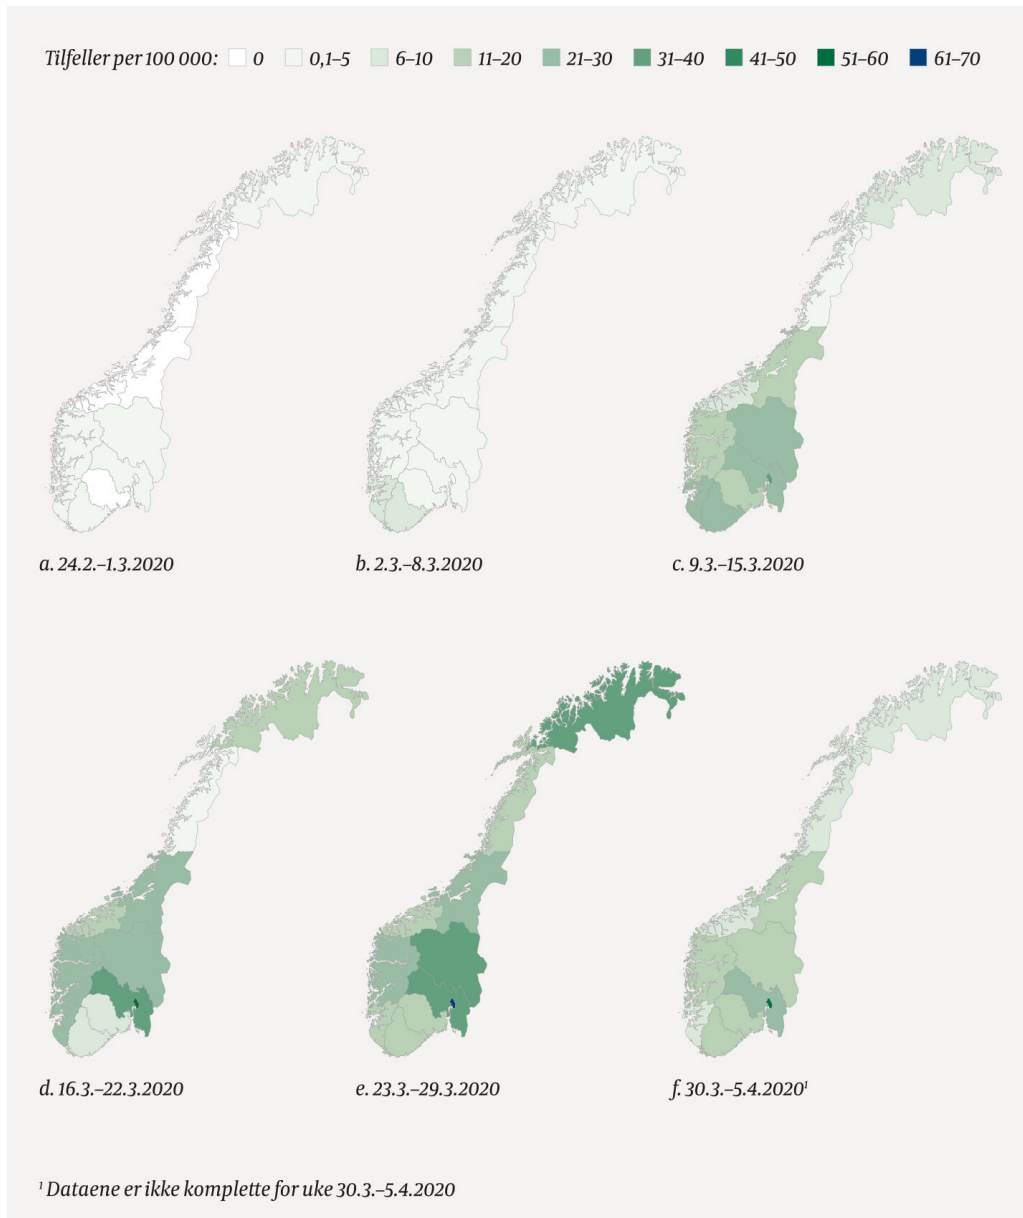 Tilfeller per 100 000: 0 0,1–5 6–10 11–20 21–30 31–40 41–50 51–60 61–70
a. 24.2.–1.3.2020 b. 2.3.–8.3.2020 c. 9.3.–15.3.2020
d. 16.3.–22.3.2020 e. 23.3.–29.3.2020 f. 30.3.–5.4.2020¹
¹ Dataene er ikke komplette for uke 30.3.–5.4.2020